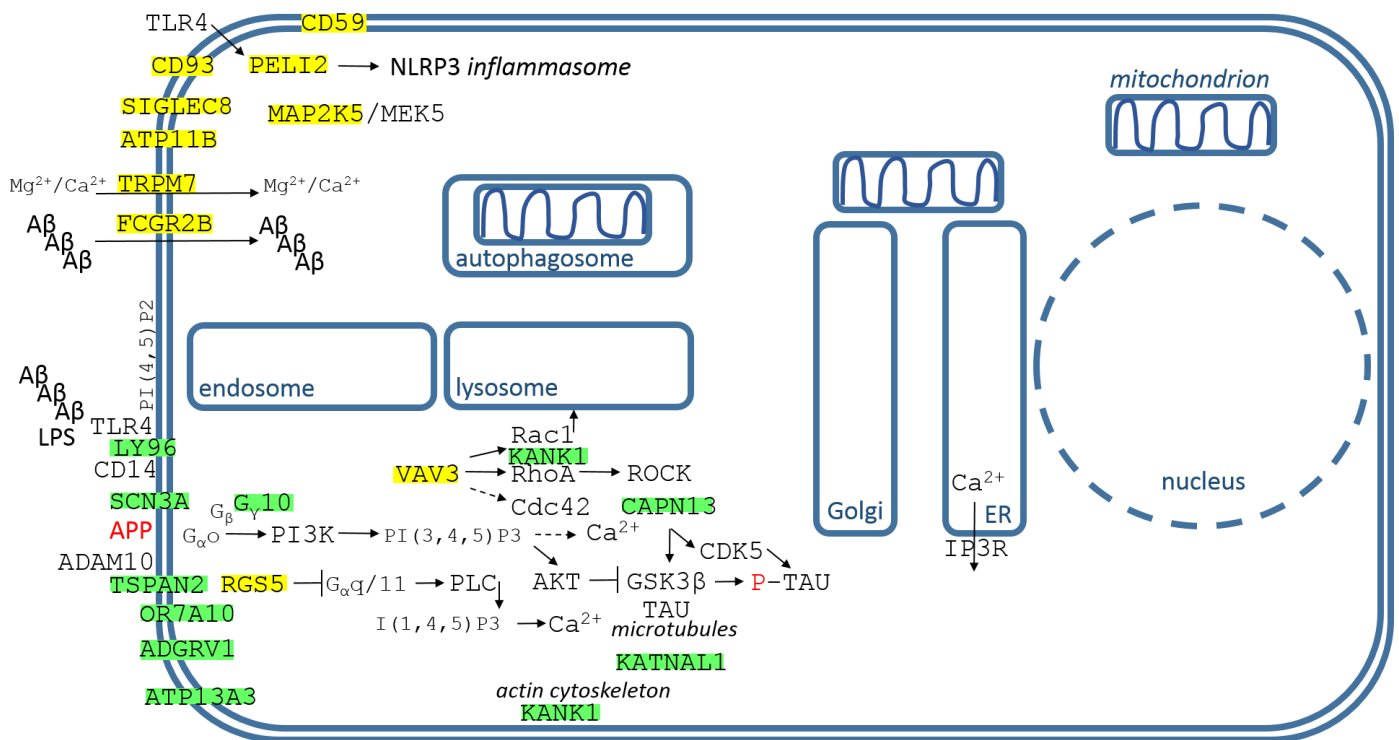 TLR4
CD59
CD93
PELI2
NLRP3 inflammasome
SIGLEC8
MAP2K5/MEK5
ATP11B
mitochondrion
Mg²⁺/Ca²⁺
TRPM7
Mg²⁺/Ca²⁺
FCGR2B
Aβ
Aβ
Aβ
Aβ
Aβ
Aβ
autophagosome
PI(4,5)P2
endosome
lysosome
Aβ
Aβ
Aβ
LPS
TLR4
LY96
CD14
SCN3A
APP
ADAM10
TSPAN2
OR7A10
ADGRV1
ATP13A3
VAV3
Rac1
KANK1
RhoA
ROCK
Cdc42
CAPN13
Gβ
Gγ10
Gαo
PI3K
PI(3,4,5)P3
Ca²⁺
CDK5
RGS5
Gαq/11
PLC
AKT
GSK3β
P-TAU
I(1,4,5)P3
Ca²⁺
TAU
microtubules
KATNAL1
actin cytoskeleton
KANK1
Golgi
Ca²⁺
ER
IP3R
nucleus